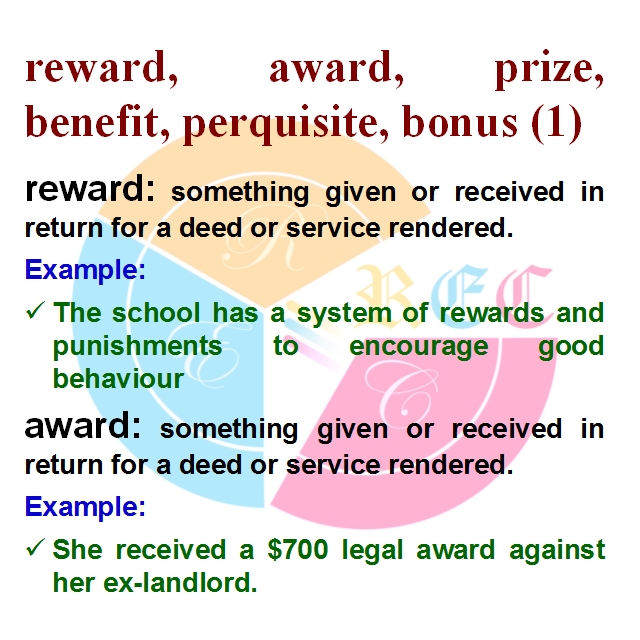 reward, award, prize,
benefit, perquisite, bonus (1)
reward: something given or received in
return for a deed or service rendered.
Example:
✓ The school has a system of rewards and
punishments to encourage good
behaviour
award: something given or received in
return for a deed or service rendered.
Example:
✓ She received a $700 legal award against
her ex-landlord.
R
E
C
REC